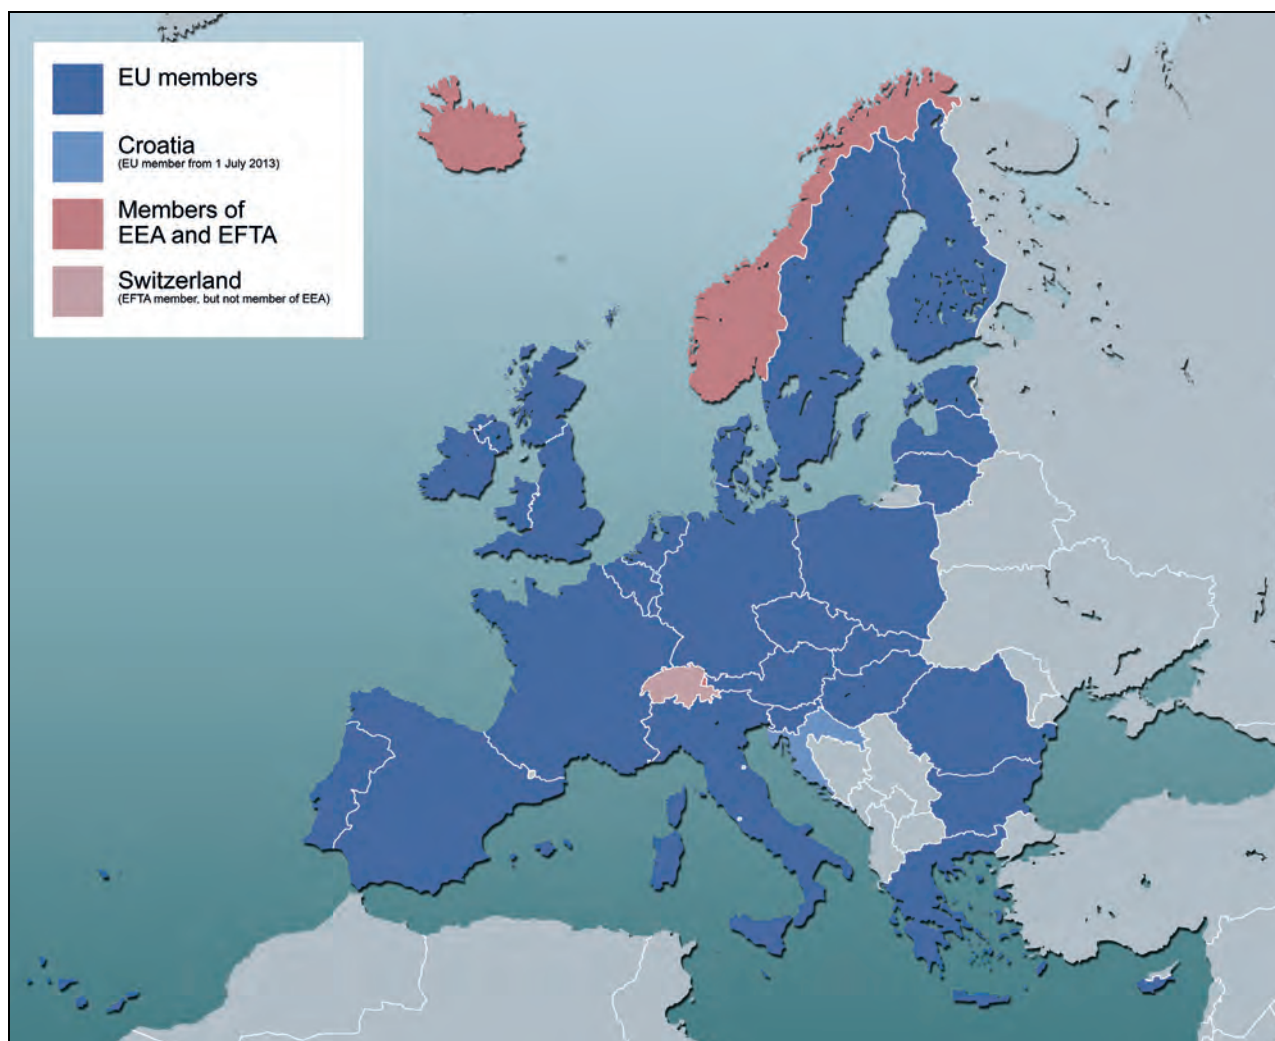 EU members
Croatia
(EU member from 1 July 2013)
Members of
EEA and EFTA
Switzerland
(EFTA member, but not member of EEA)